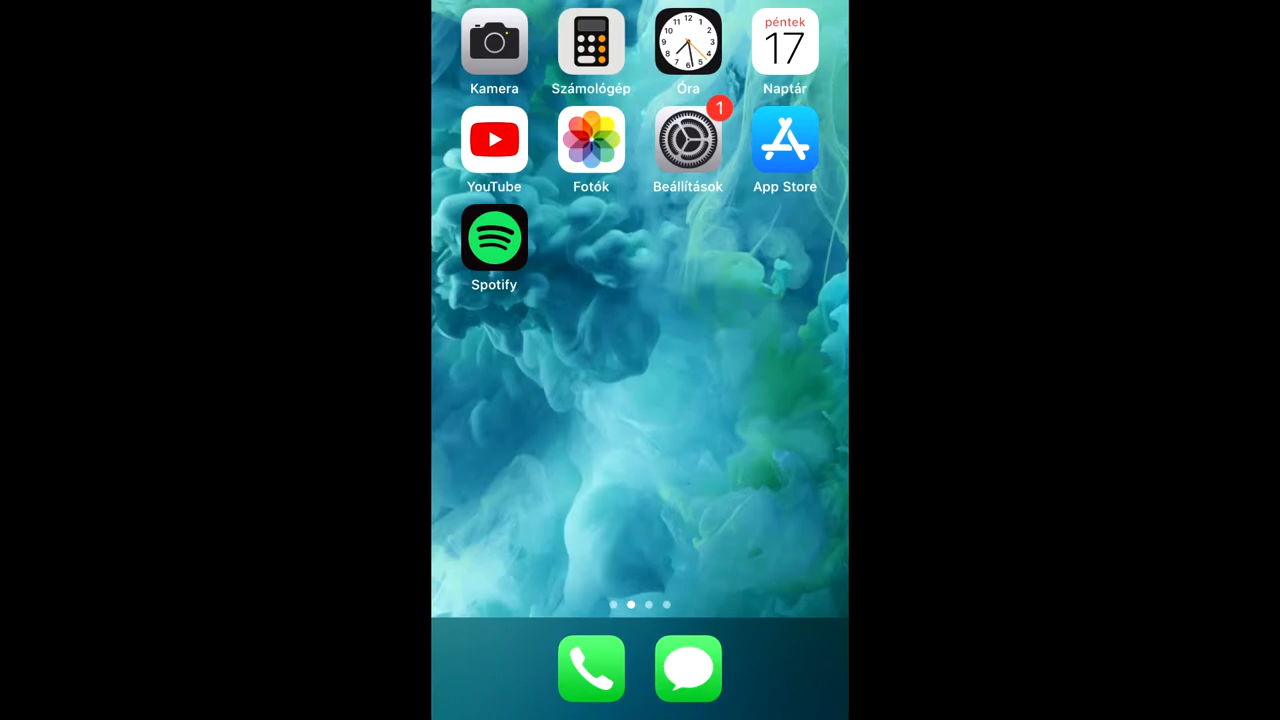 péntek
17
Kamera
Számológép
Óra
Naptár
1
YouTube
Fotók
Beállítások
App Store
Spotify